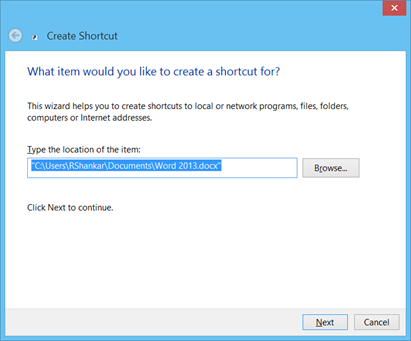 Create Shortcut
What item would you like to create a shortcut for?
This wizard helps you to create shortcuts to local or network programs, files, folders,
computers or Internet addresses.
Type the location of the item:
"C:\Users\RShankar\Documents\Word 2013.docx"
Browse...
Click Next to continue.
Next
Cancel